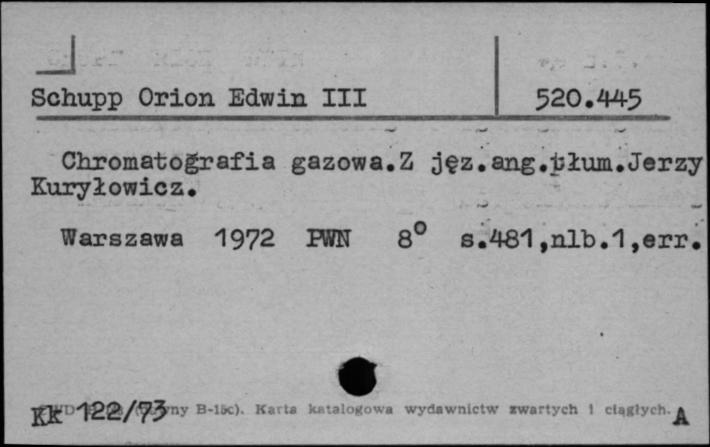 Schupp Orion Edwin III 520.445
Chromatografia gazowa.Z jęz.ang.tłum.Jerzy
Kuryłowicz.
Warszawa 1972 PWN 8° s.481,nlb.1,err.
Kk 122/73 B-15c). Karta katalogowa wydawnictw zwartych i ciągłych. A